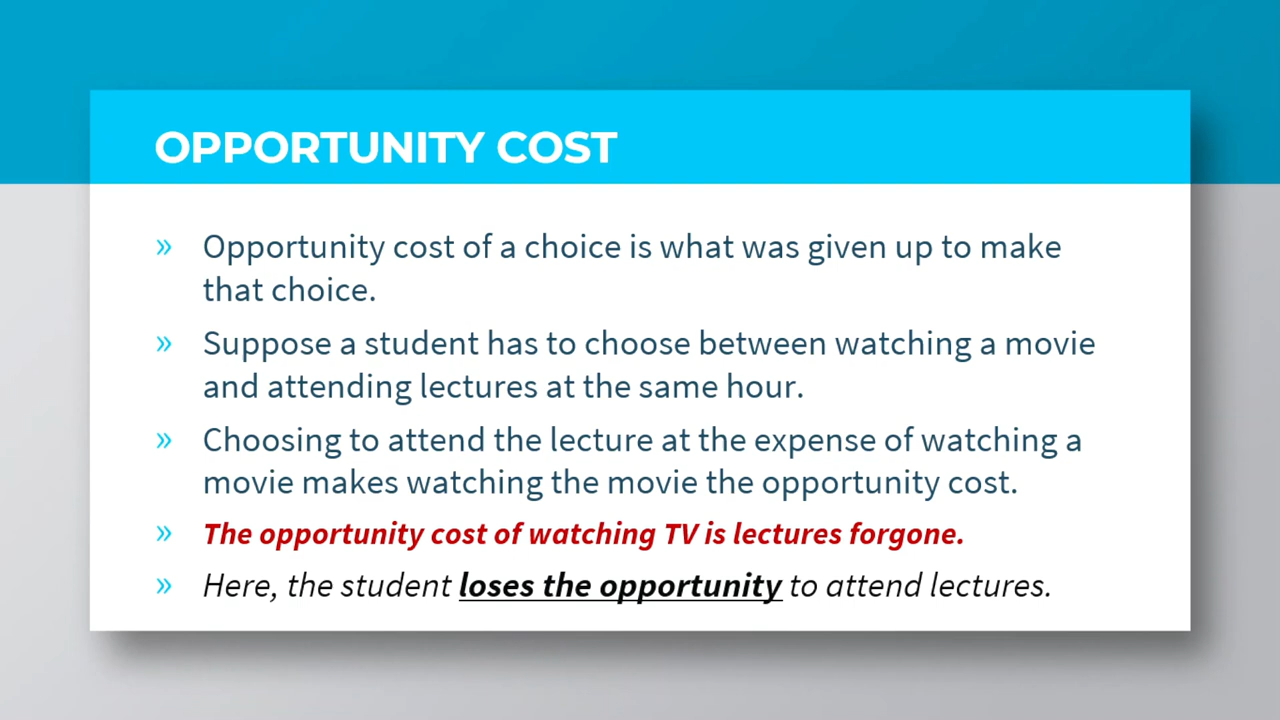 OPPORTUNITY COST
» Opportunity cost of a choice is what was given up to make
that choice.
» Suppose a student has to choose between watching a movie
and attending lectures at the same hour.
» Choosing to attend the lecture at the expense of watching a
movie makes watching the movie the opportunity cost.
» The opportunity cost of watching TV is lectures forgone.
» Here, the student loses the opportunity to attend lectures.